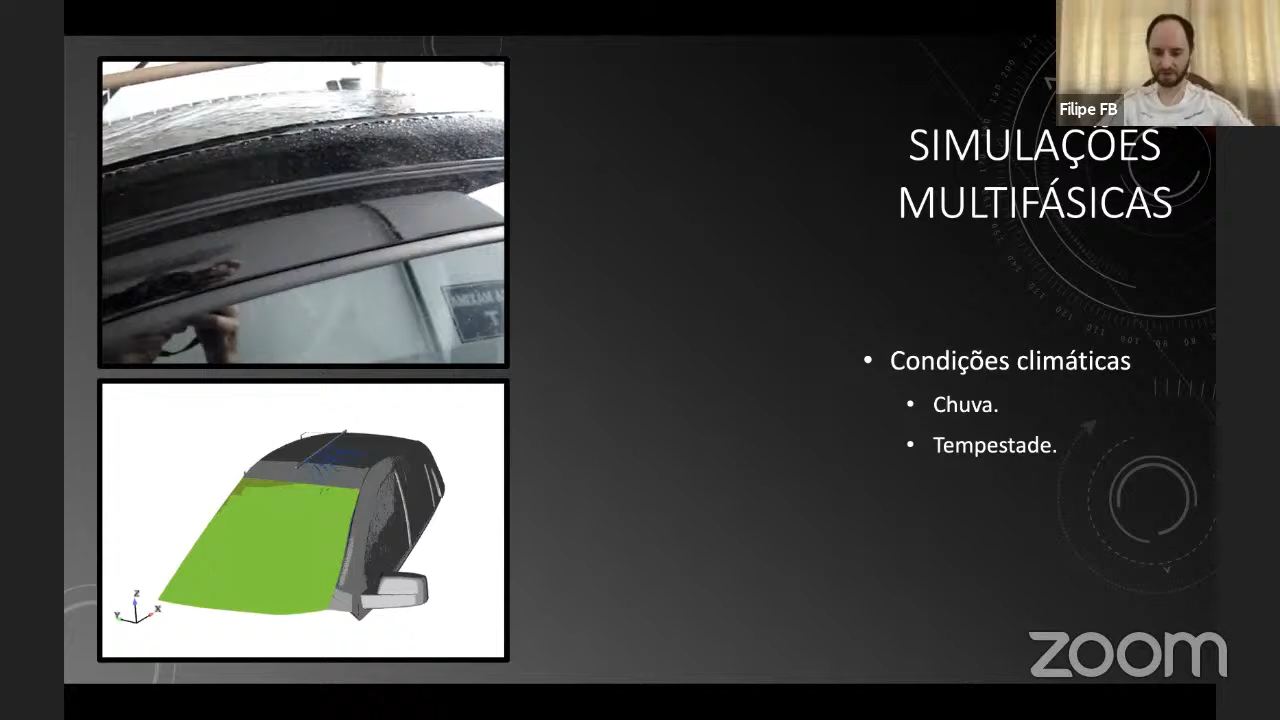 Filipe FB
SIMULAÇÕES
MULTIFÁSICAS
• Condições climáticas
• Chuva.
• Tempestade.
Z
Y
X
zoom